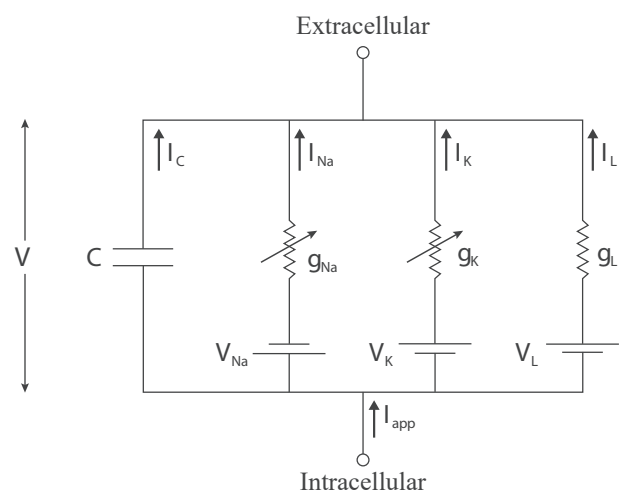 Extracellular
I_C
I_Na
I_K
I_L
V
C
g_Na
g_K
g_L
V_Na
V_K
V_L
I_app
Intracellular